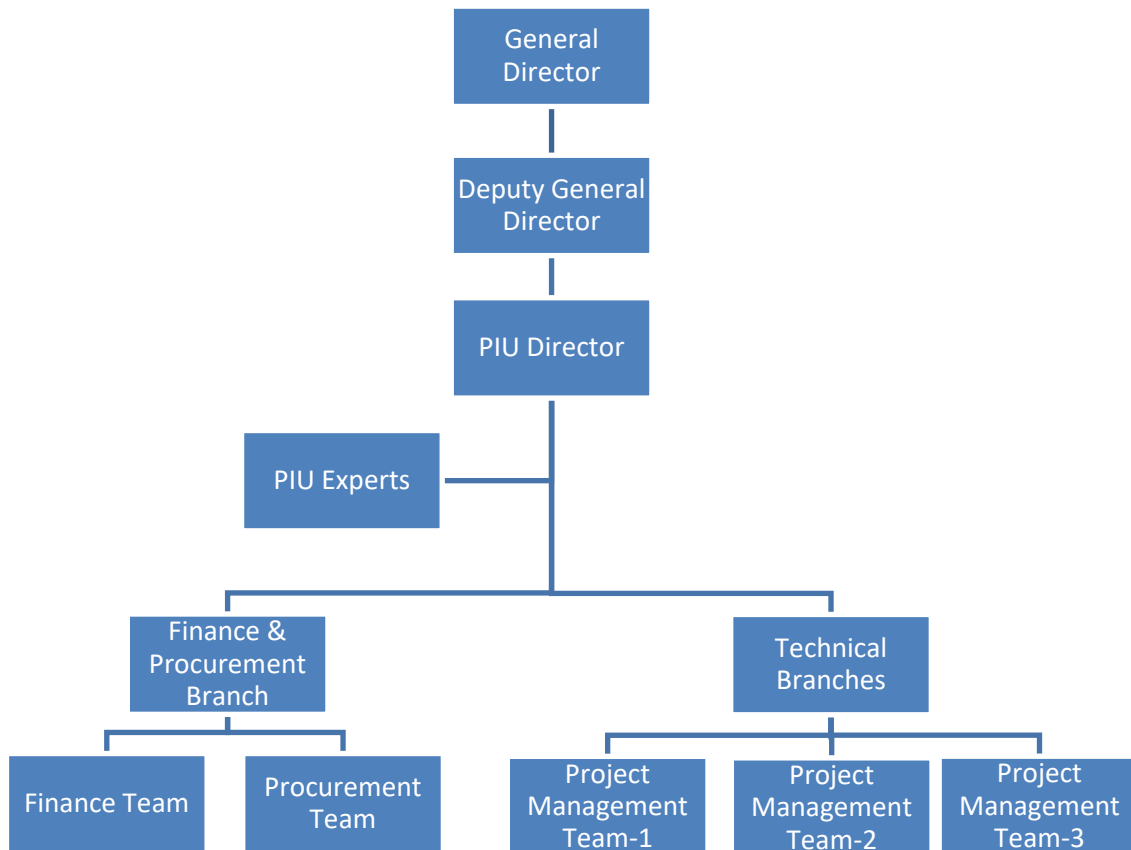 General
Director
Deputy General
Director
PIU Director
PIU Experts
Finance &
Procurement
Branch
Technical
Branches
Finance Team
Procurement
Team
Project
Management
Team-1
Project
Management
Team-2
Project
Management
Team-3